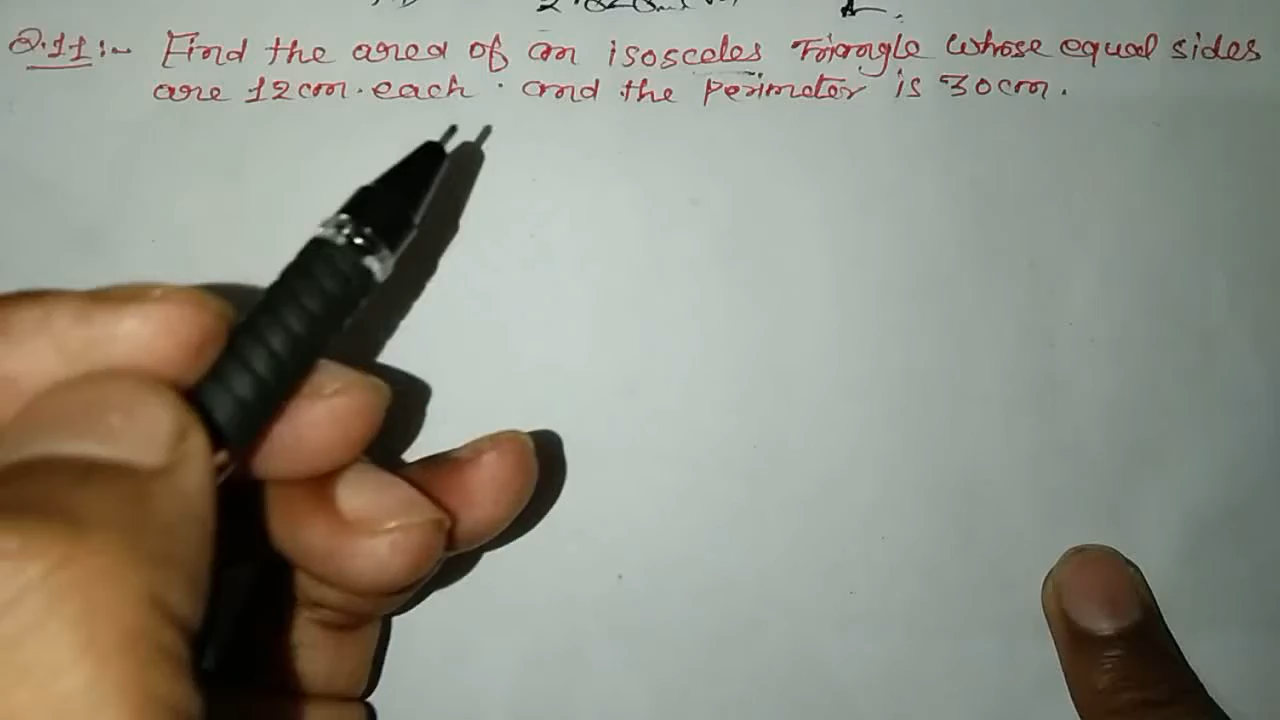 Q.11:- Find the area of an isosceles Triangle whose equal sides
are 12cm. each . and the perimeter is 30cm.